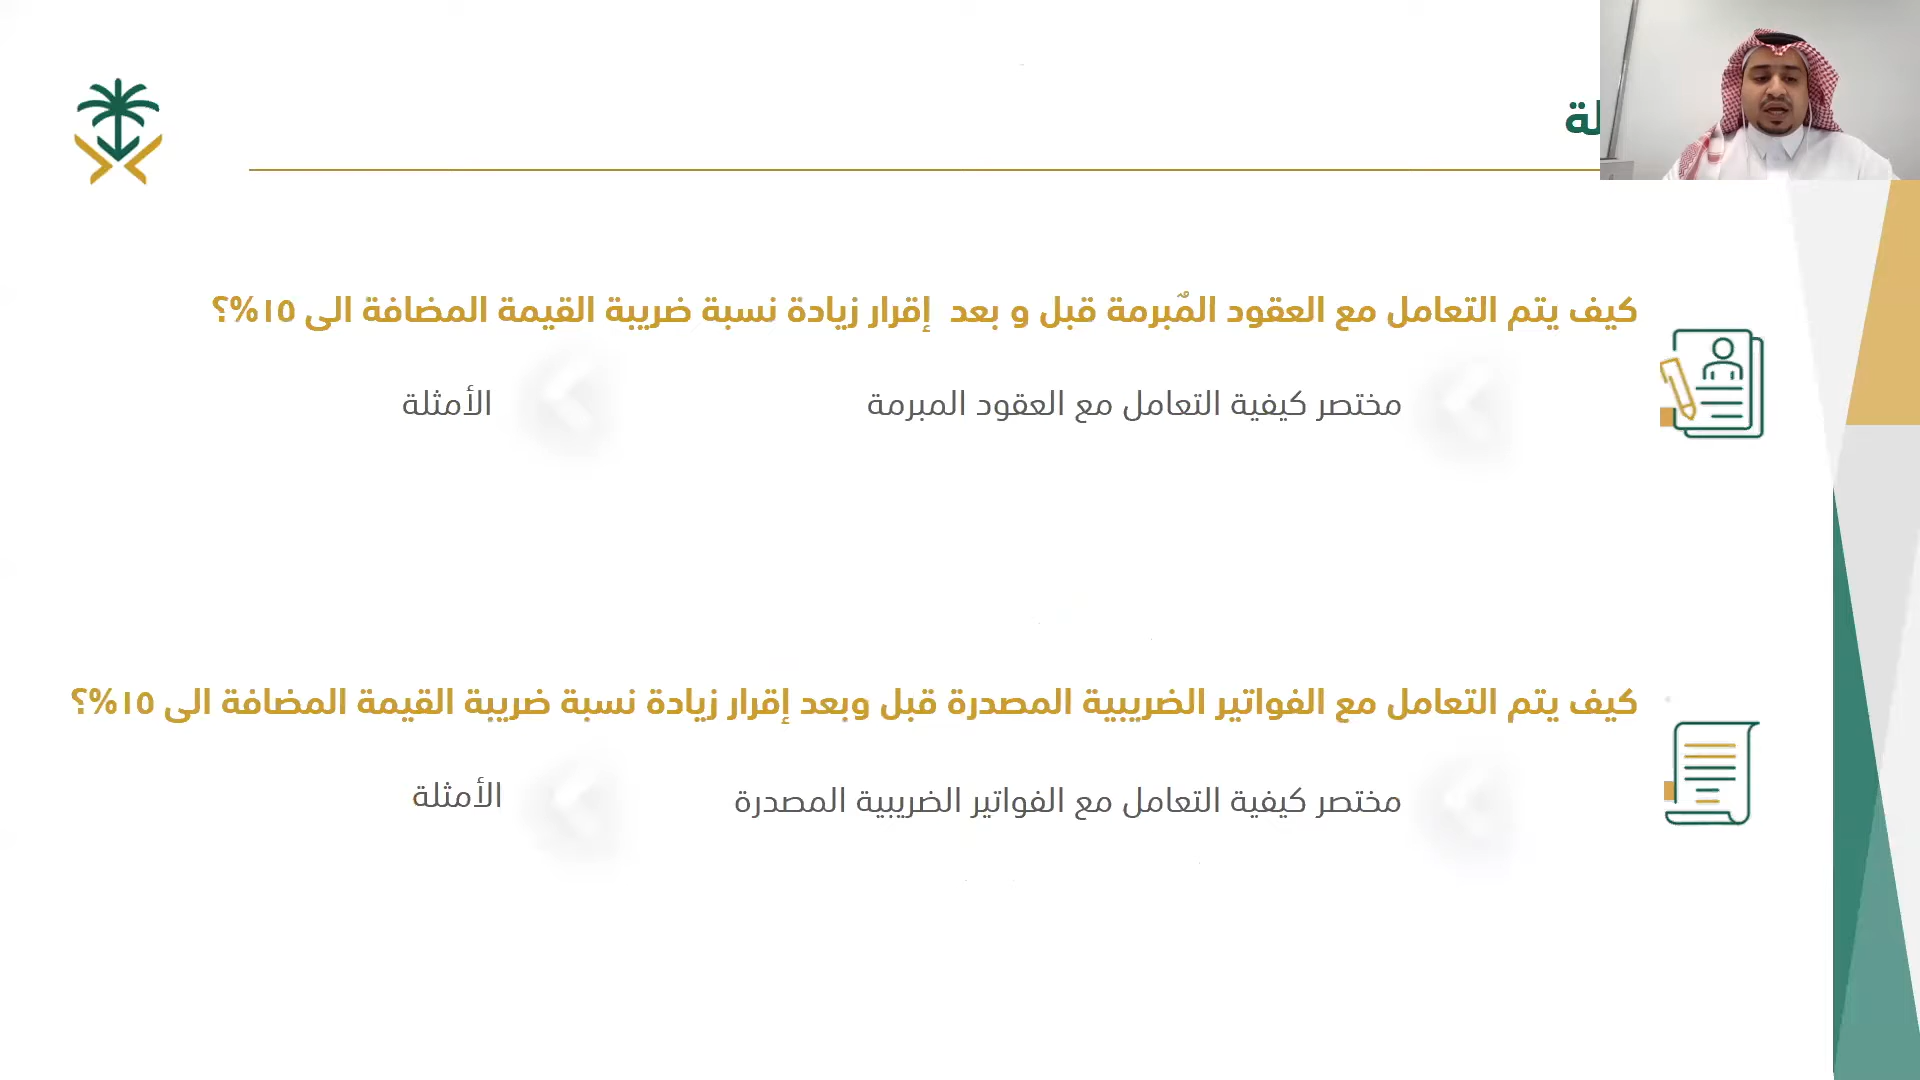 كيف يتم التعامل مع العقود المٌبرمة قبل و بعد إقرار زيادة نسبة ضريبة القيمة المضافة الى ١٥%؟
مختصر كيفية التعامل مع العقود المبرمة
الأمثلة
كيف يتم التعامل مع الفواتير الضريبية المصدرة قبل وبعد إقرار زيادة نسبة ضريبة القيمة المضافة الى ١٥%؟
مختصر كيفية التعامل مع الفواتير الضريبية المصدرة
الأمثلة